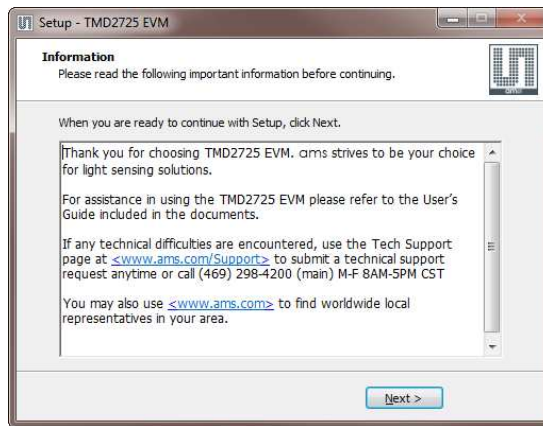 Setup - TMD2725 EVM
Information
Please read the following important information before continuing.
am
When you are ready to continue with Setup, click Next.
Thank you for choosing TMD2725 EVM. ams strives to be your choice
for light sensing solutions.
For assistance in using the TMD2725 EVM please refer to the User's
Guide included in the documents.
If any technical difficulties are encountered, use the Tech Support
page at <www.ams.com/Support> to submit a technical support
request anytime or call (469) 298-4200 (main) M-F 8AM-5PM CST
You may also use <www.ams.com> to find worldwide local
representatives in your area.
Next >